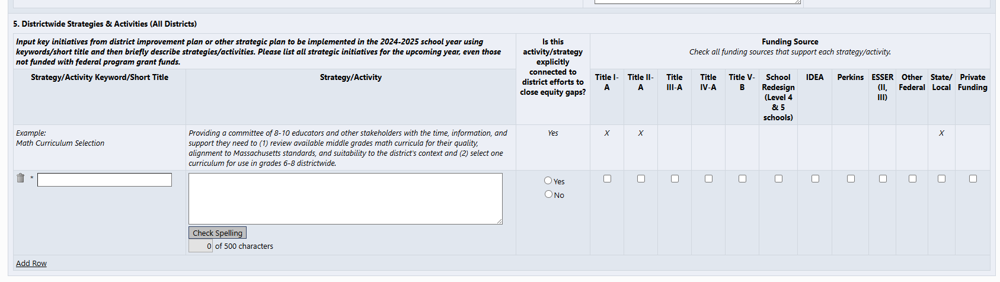 5. Districtwide Strategies & Activities (All Districts)
Input key initiatives from district improvement plan or other strategic plan to be implemented in the 2024-2025 school year using
keywords/short title and then briefly describe strategies/activities. Please list all strategic initiatives for the upcoming year, even those
not funded with federal program grant funds.
Is this
activity/strategy
explicitly
connected to
district efforts to
close equity gaps?
Funding Source
Check all funding sources that support each strategy/activity.
Strategy/Activity Keyword/Short Title
Strategy/Activity
Title I-
A
Title II-
A
Title
III-A
Title
IV-A
Title V-
B
School
Redesign
(Level 4
& 5
schools)
IDEA
Perkins
ESSER
(II,
III)
Other
Federal
State/
Local
Private
Funding
Example:
Math Curriculum Selection
Providing a committee of 8-10 educators and other stakeholders with the time, information, and
support they need to (1) review available middle grades math curricula for their quality,
alignment to Massachusetts standards, and suitability to the district's context and (2) select one
curriculum for use in grades 6-8 districtwide.
Yes
X
X
X
*
Yes
No
Check Spelling
0 of 500 characters
Add Row